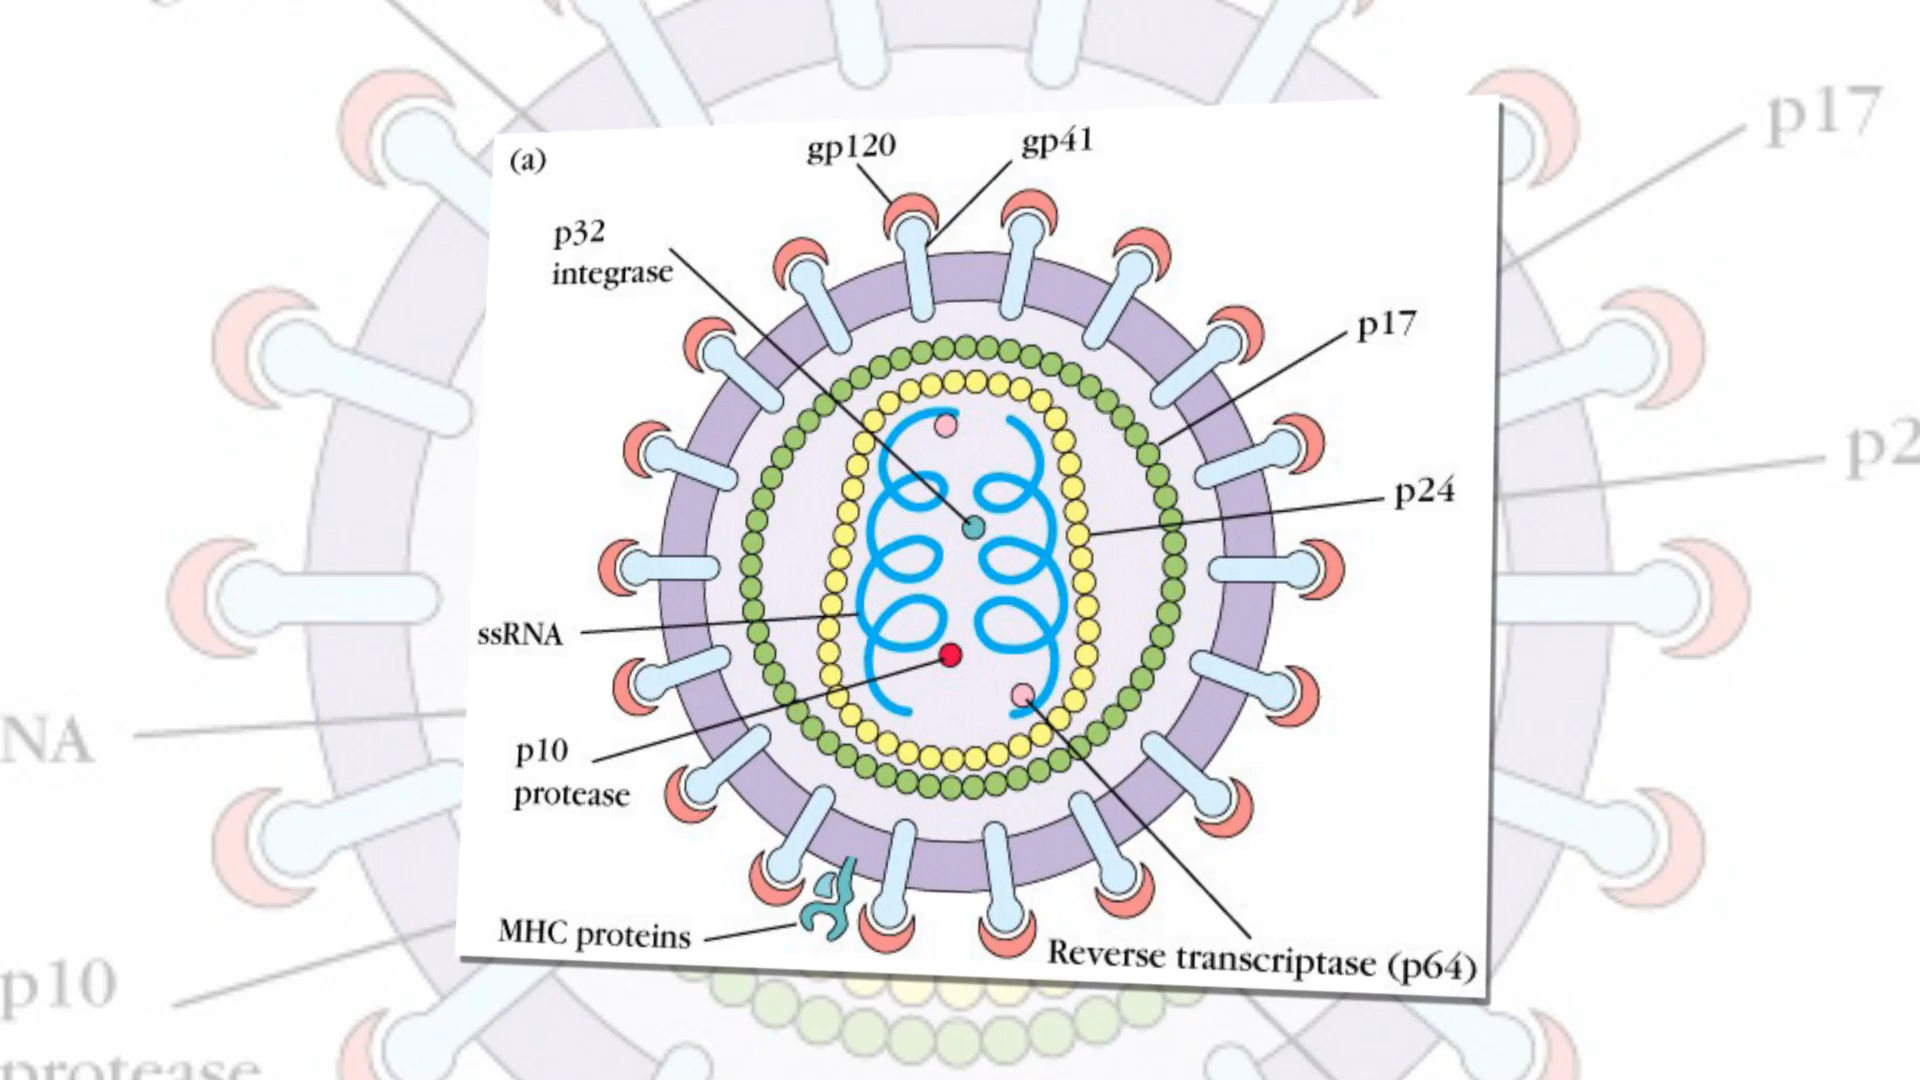 (a)
gp120
gp41
p32
integrase
p17
p24
ssRNA
p10
protease
MHC proteins
Reverse transcriptase (p64)
p17
p2
NA
p10
protease